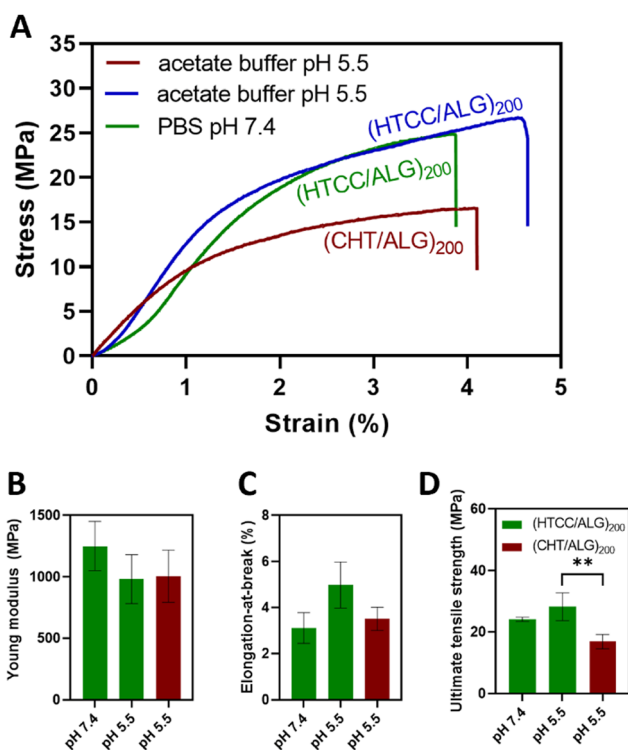 A
35
30
25
20
15
10
5
0
Stress (MPa)
acetate buffer pH 5.5
acetate buffer pH 5.5
PBS pH 7.4
(HTCC/ALG)200
(HTCC/ALG)200
(CHT/ALG)200
0 1 2 3 4 5
Strain (%)
B
Young modulus
(MPa)
1500
1000
500
0
pH 7.4
pH 5.5
pH 5.5
C
Elongation-at-break (%)
8
6
4
2
0
pH 7.4
pH 5.5
pH 5.5
D
Ultimate tensile strength (MPa)
60
40
20
0
(HTCC/ALG)200
(CHT/ALG)200
**
pH 7.4
pH 5.5
pH 5.5